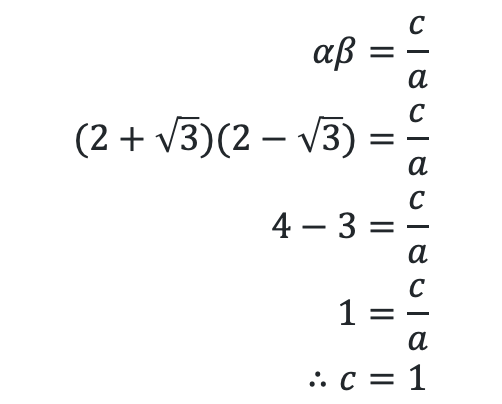 αβ = c/a
(2 + √3)(2 − √3) = c/a
4 − 3 = c/a
1 = c/a
∴ c = 1